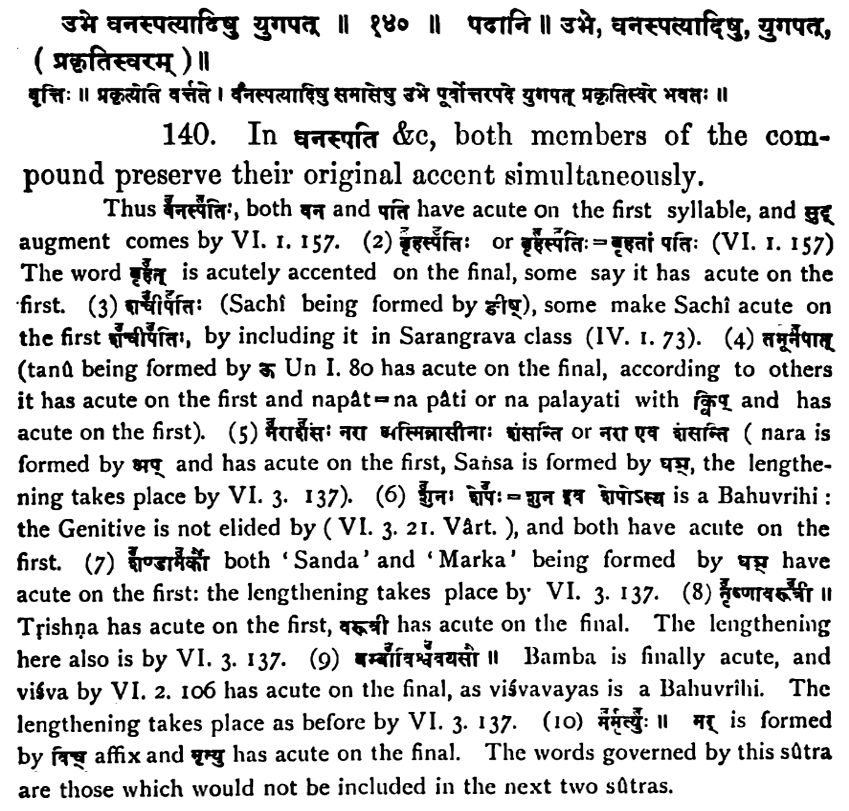 उभे वनस्पत्यादिषु युगपत् ॥ १४० ॥ पदानि ॥ उभे, वनस्पत्यादिषु, युगपत्,
( प्रकृतिस्वरम् ) ॥
वृत्तिः ॥ प्रकृत्येति वर्त्तते । वनस्पत्यादिषु समासेषु उभे पूर्वोत्तरपदे युगपत् प्रकृतिस्वरे भवतः ॥
140. In वनस्पति &c, both members of the com-
pound preserve their original accent simultaneously.
Thus वनस्पतिः, both वन and पति have acute on the first syllable, and सुट्
augment comes by VI. 1. 157. (2) बृहस्पतिः or बृहस्पतिः = बृहतां पतिः (VI. 1. 157)
The word बृहत् is acutely accented on the final, some say it has acute on the
first. (3) शचीपतिः (Sachî being formed by ङीष्), some make Sachî acute on
the first शचीपतिः, by including it in Sarangrava class (IV. 1. 73). (4) तनूनपात्
(tanû being formed by ऊ Un I. 80 has acute on the final, according to others
it has acute on the first and napât = na pâti or na palayati with क्विप् and has
acute on the first). (5) नराशंसः नरा अस्मिन्नासीनाः शंसन्ति or नरा एव शंसन्ति ( nara is
formed by अप् and has acute on the first, Saṅsa is formed by घञ्, the lengthe-
ning takes place by VI. 3. 137). (6) शुनः शेपः = शुन इव शेपोऽस्य is a Bahuvrihi :
the Genitive is not elided by ( VI. 3. 21. Vârt. ), and both have acute on the
first. (7) शण्डामर्कौ both ‘Sanda’ and ‘Marka’ being formed by घञ् have
acute on the first: the lengthening takes place by VI. 3. 137. (8) तृष्णावरूत्री ॥
Tṛishṇa has acute on the first, वरूत्री has acute on the final. The lengthening
here also is by VI. 3. 137. (9) बम्बाविश्ववयसौ ॥ Bamba is finally acute, and
viśva by VI. 2. 106 has acute on the final, as viśvavayas is a Bahuvrîhi. The
lengthening takes place as before by VI. 3. 137. (10) मर्मृत्युः ॥ मर् is formed
by विच् affix and मृत्यु has acute on the final. The words governed by this sûtra
are those which would not be included in the next two sûtras.